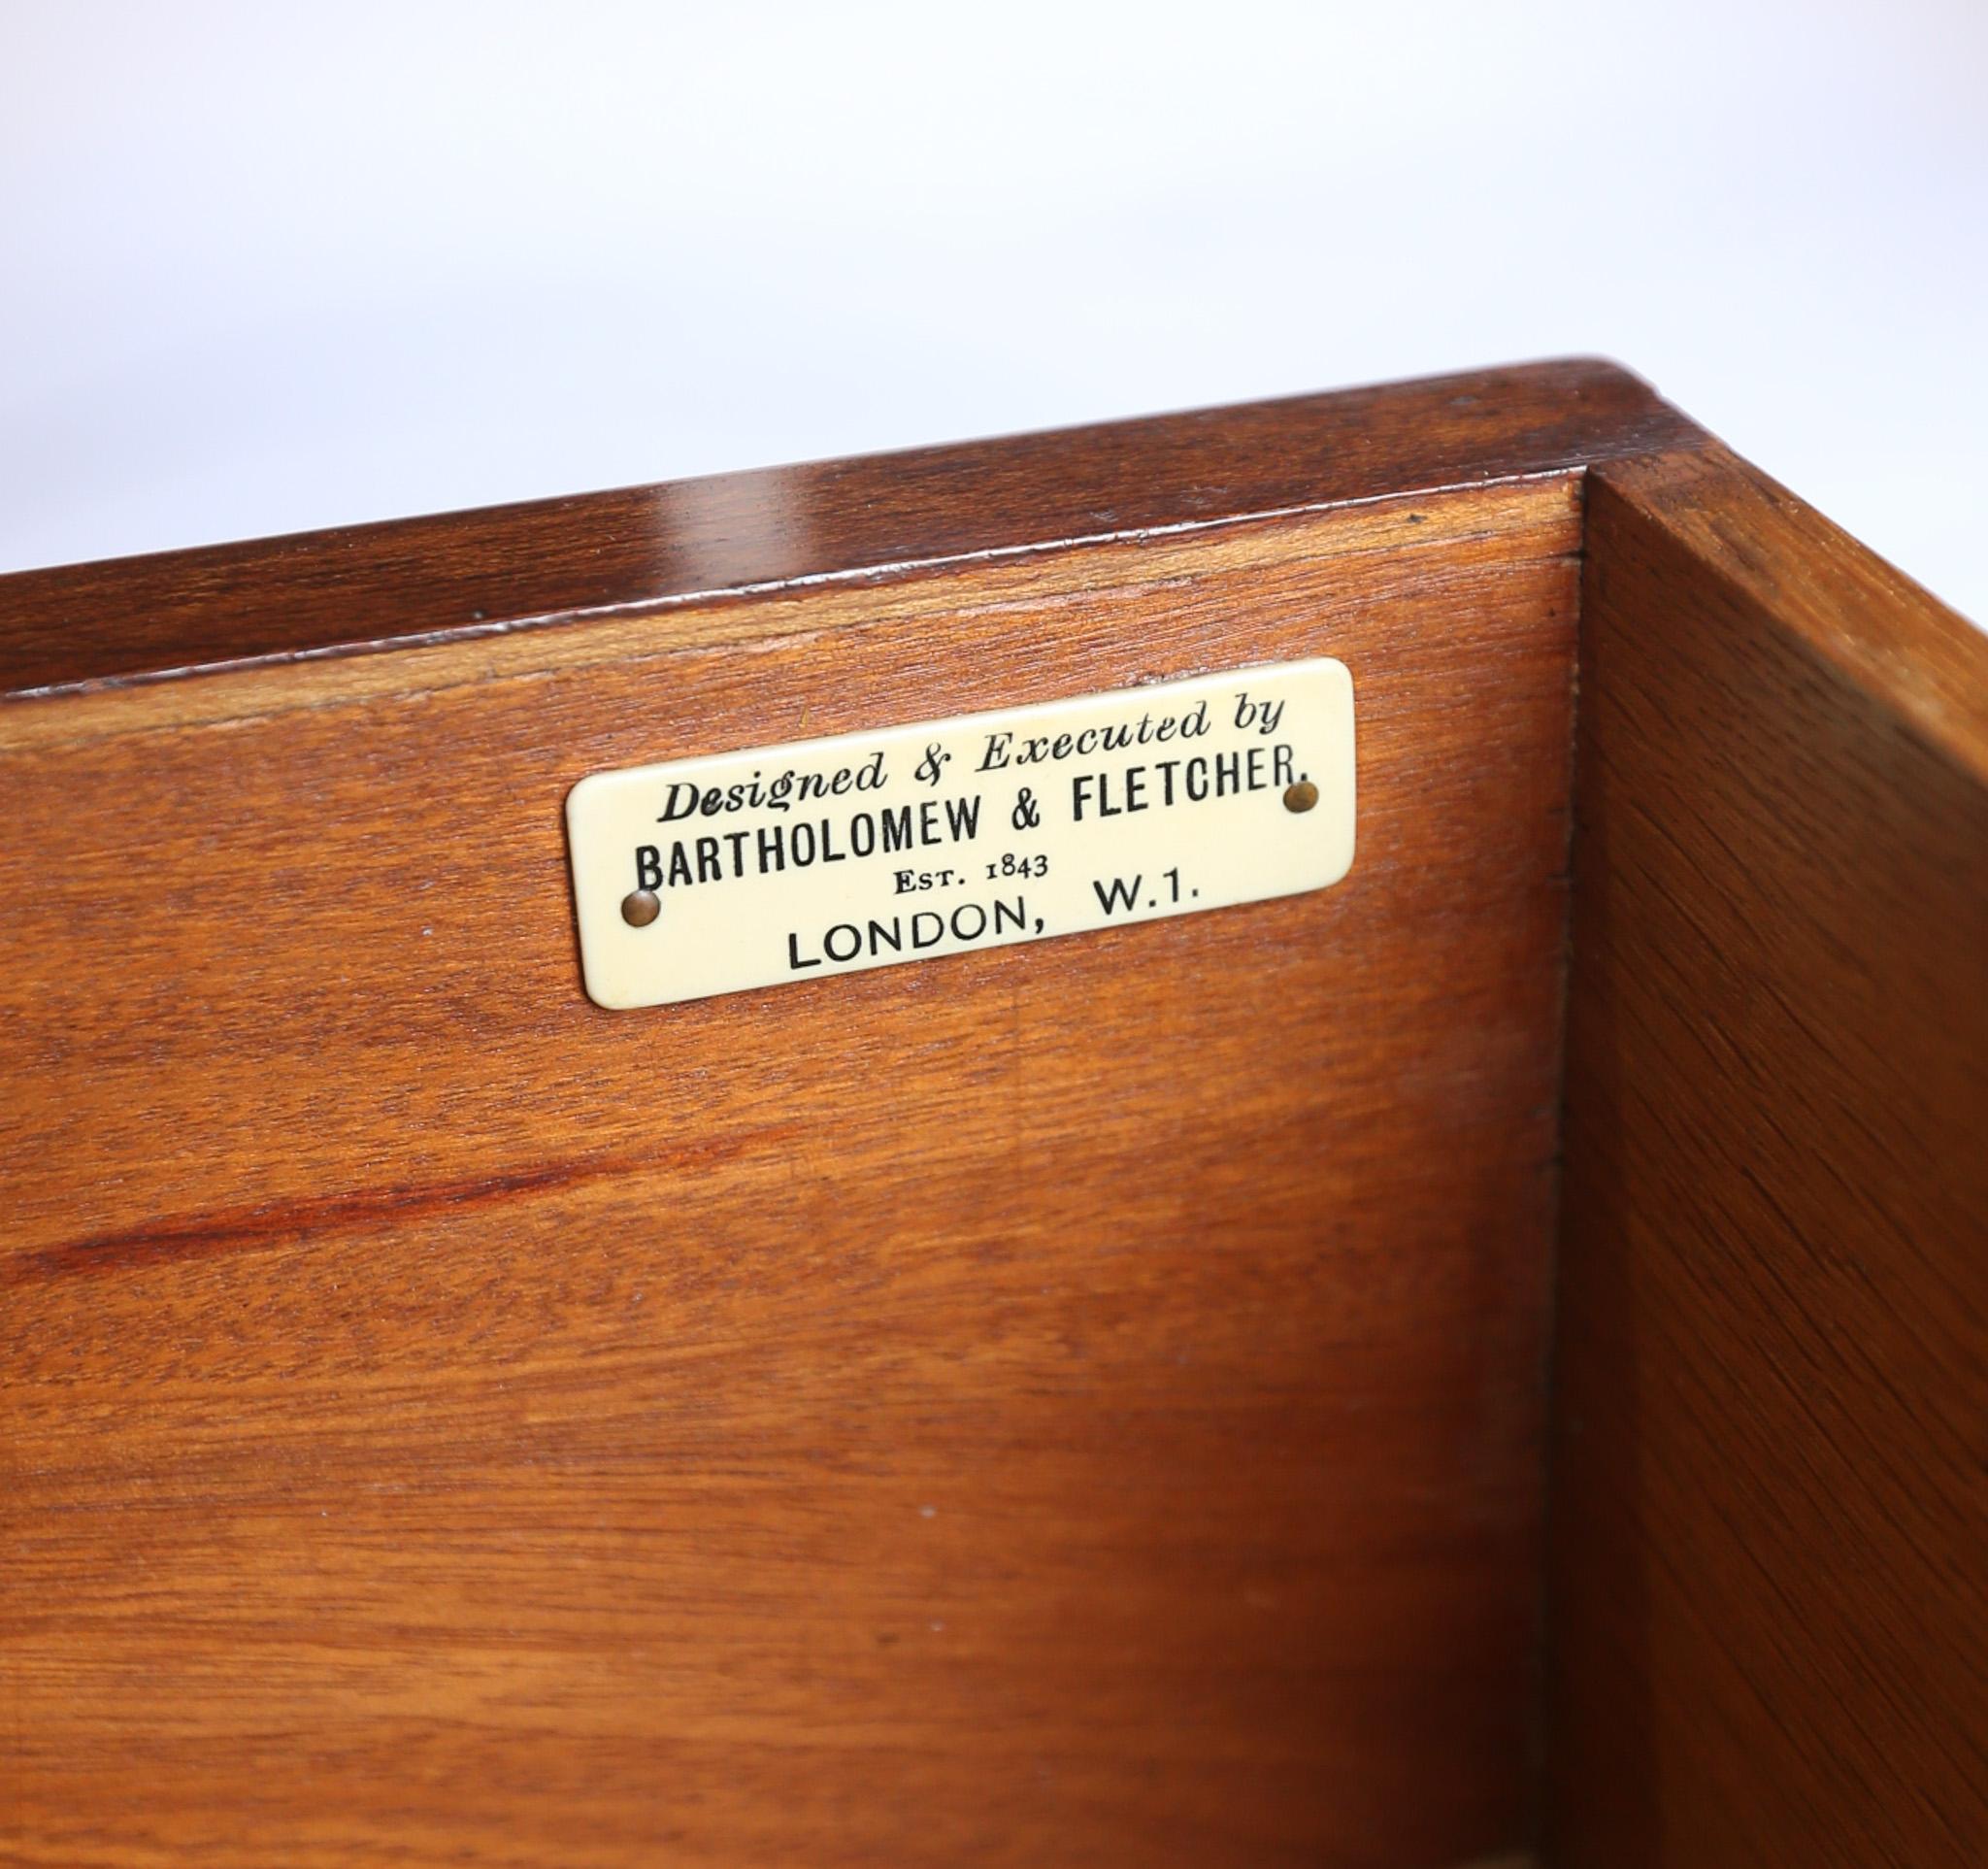 Designed & Executed by
BARTHOLOMEW & FLETCHER.
EST. 1843
LONDON, W.1.